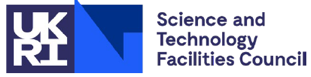 UK
RI
Science and
Technology
Facilities Council